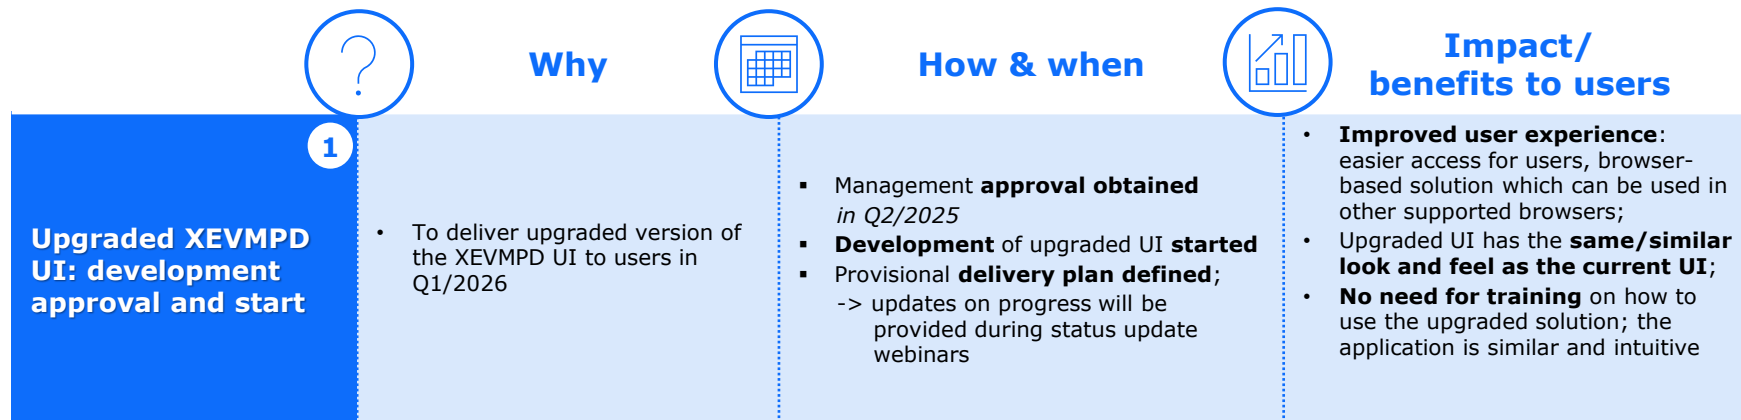 Why
How & when
Impact/
benefits to users
1
Upgraded XEVMPD
UI: development
approval and start
• To deliver upgraded version of
the XEVMPD UI to users in
Q1/2026
▪ Management approval obtained
in Q2/2025
▪ Development of upgraded UI started
▪ Provisional delivery plan defined;
-> updates on progress will be
provided during status update
webinars
• Improved user experience:
easier access for users, browser-
based solution which can be used in
other supported browsers;
• Upgraded UI has the same/similar
look and feel as the current UI;
• No need for training on how to
use the upgraded solution; the
application is similar and intuitive